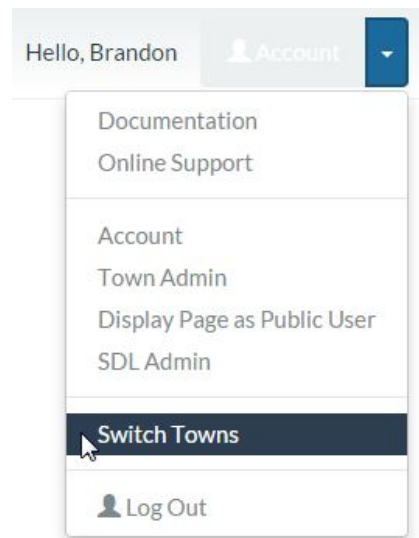 Hello, Brandon Account
Documentation
Online Support
Account
Town Admin
Display Page as Public User
SDL Admin
Switch Towns
Log Out